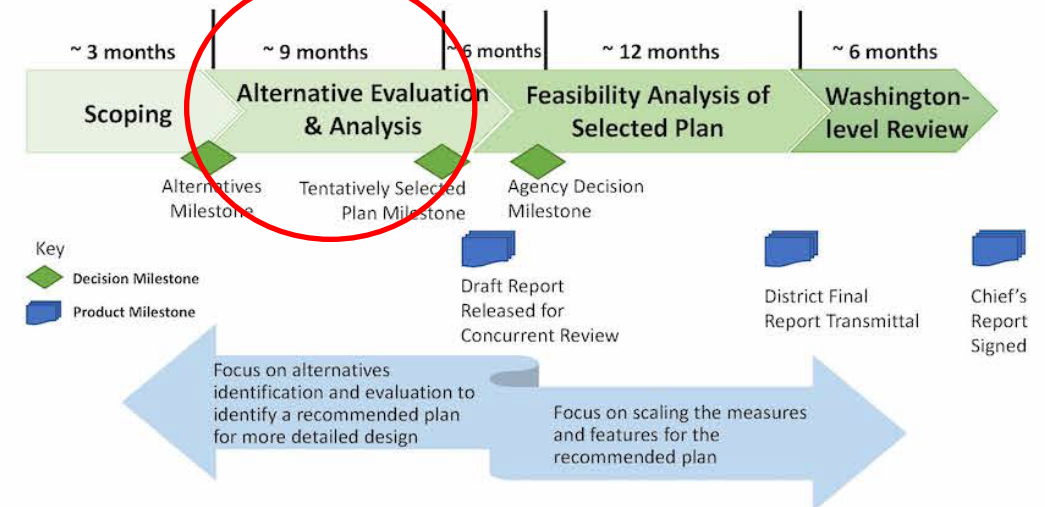 ~ 3 months
~ 9 months
~ 6 months
~ 12 months
~ 6 months
Scoping
Alternative Evaluation
& Analysis
Feasibility Analysis of
Selected Plan
Washington-
level Review
Alternatives
Milestone
Tentatively Selected
Plan Milestone
Agency Decision
Milestone
Key
Decision Milestone
Product Milestone
Draft Report
Released for
Concurrent Review
District Final
Report Transmittal
Chief's
Report
Signed
Focus on alternatives
identification and evaluation to
identify a recommended plan
for more detailed design
Focus on scaling the measures
and features for the
recommended plan